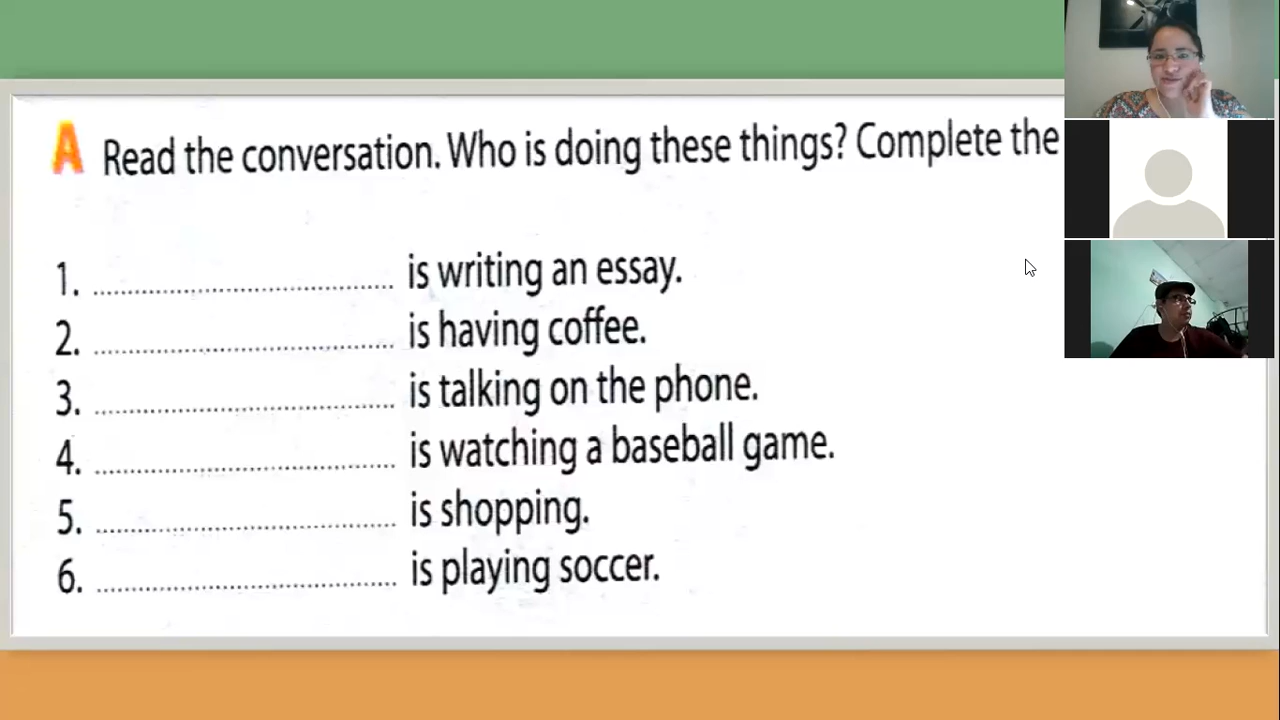 A Read the conversation. Who is doing these things? Complete the
1. ........................................ is writing an essay.
2. ........................................ is having coffee.
3. ........................................ is talking on the phone.
4. ........................................ is watching a baseball game.
5. ........................................ is shopping.
6. ........................................ is playing soccer.